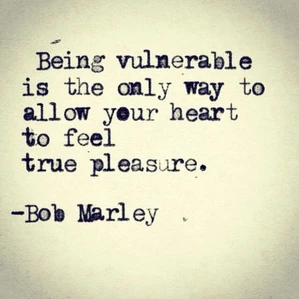 Being vulnerable
is the only way to
allow your heart
to feel
true pleasure.
-Bob Marley